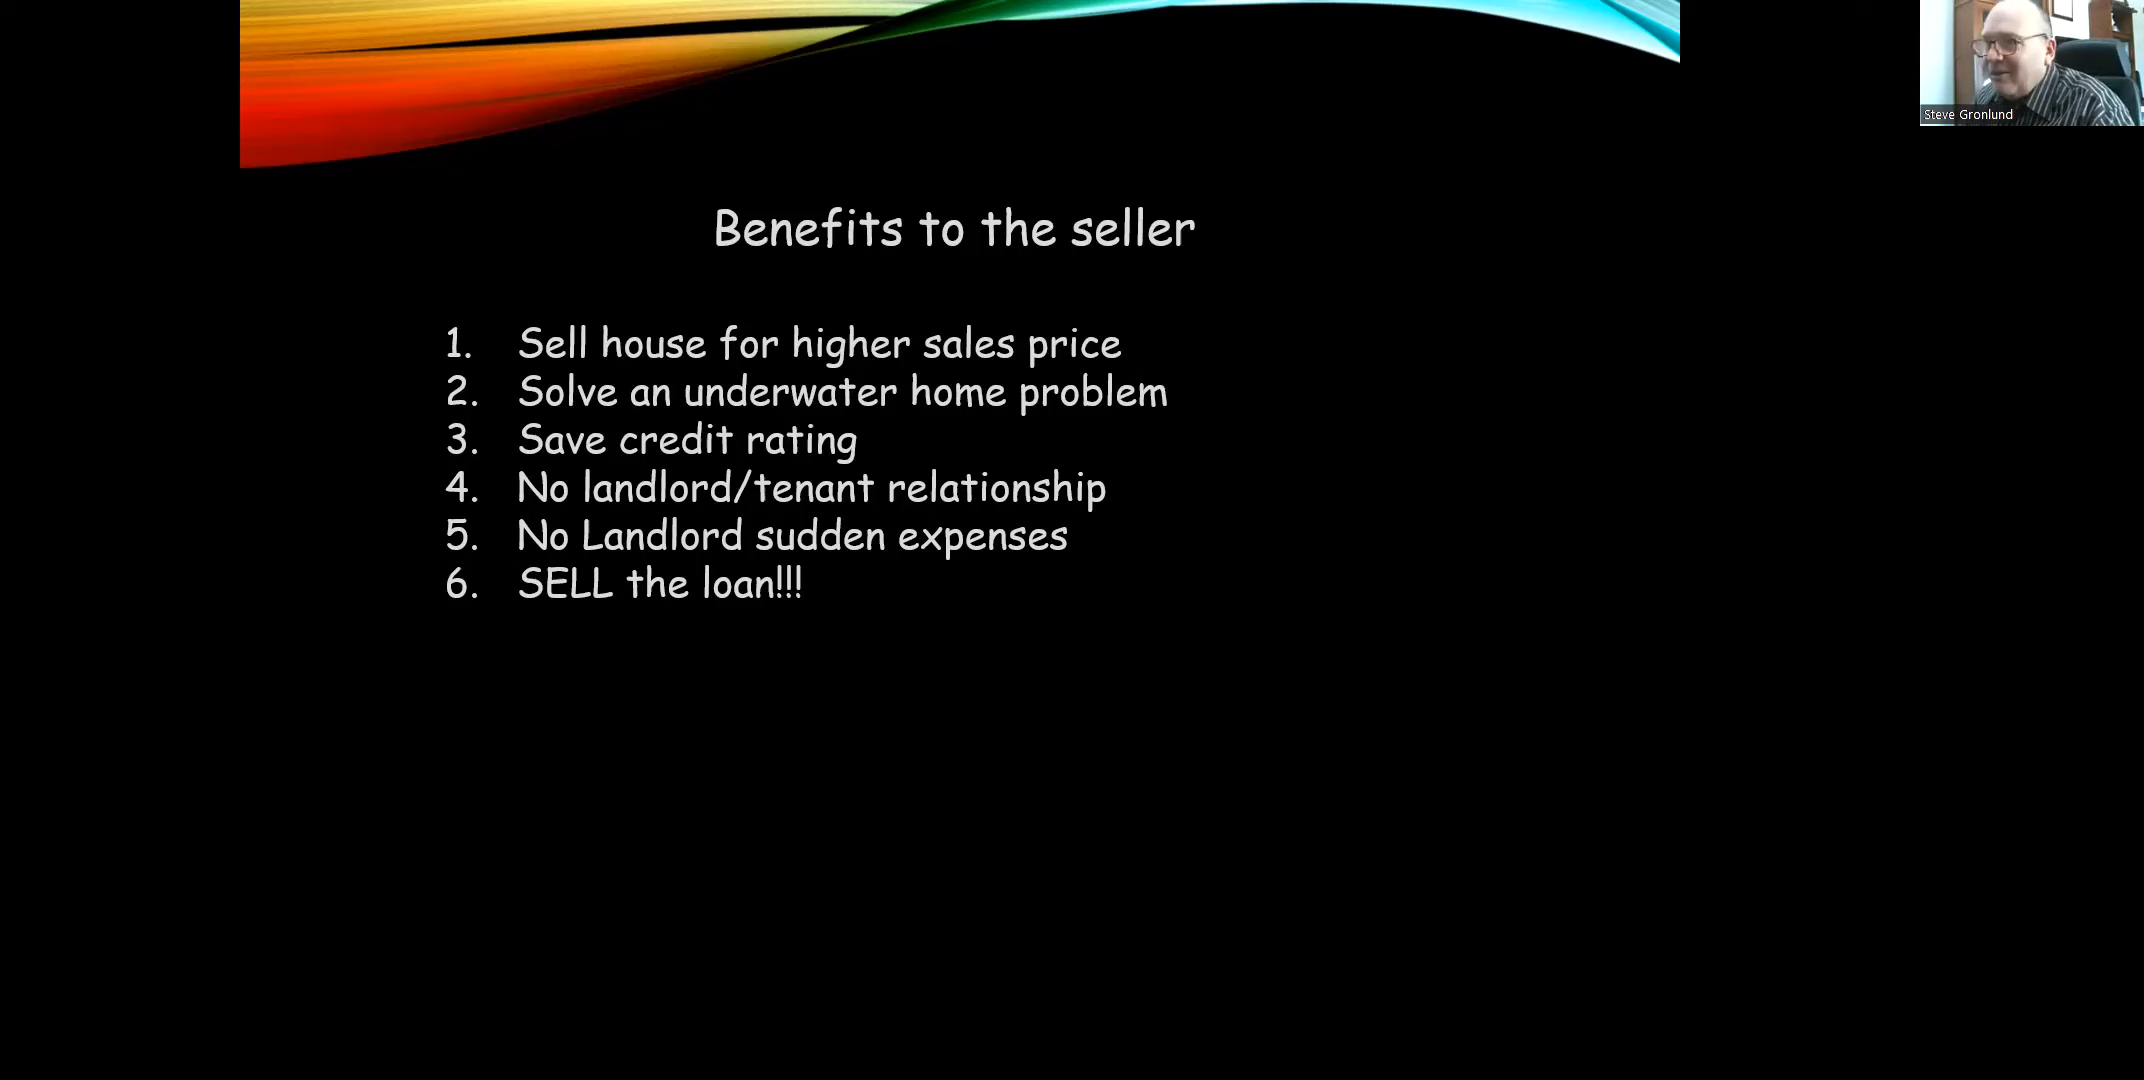 Steve Gronlund
Benefits to the seller
1. Sell house for higher sales price
2. Solve an underwater home problem
3. Save credit rating
4. No landlord/tenant relationship
5. No Landlord sudden expenses
6. SELL the loan!!!